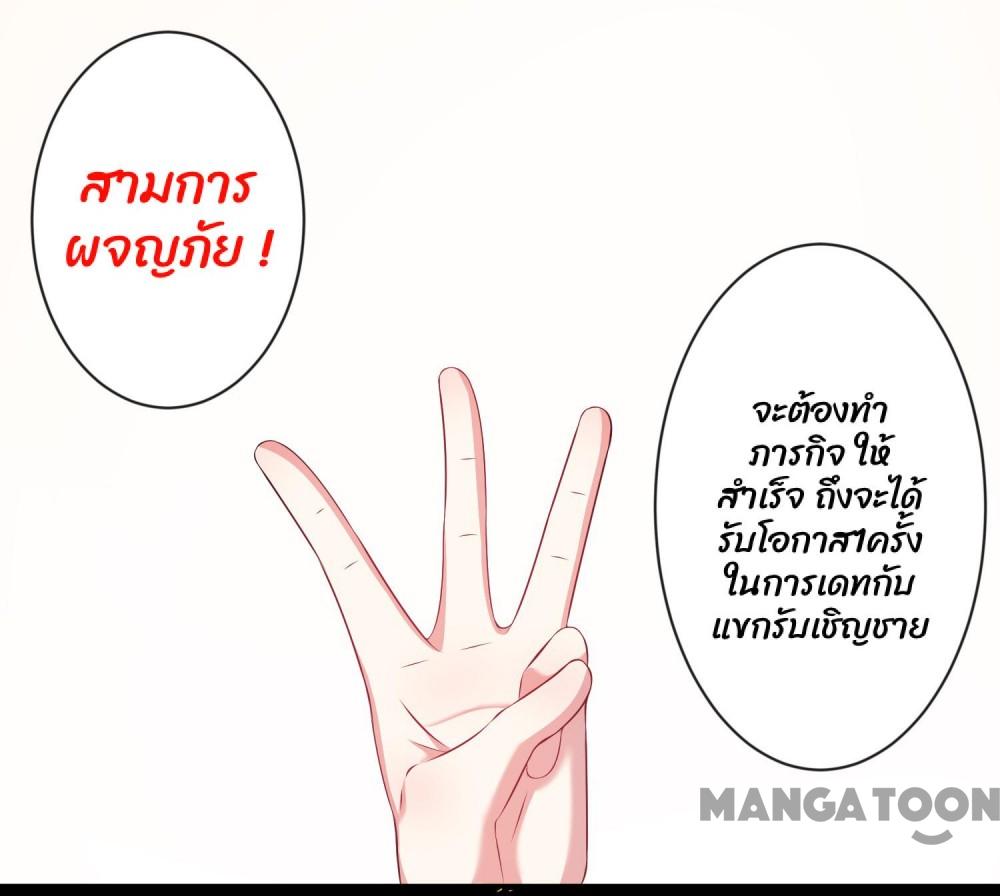 สามการ
ผจญภัย !
จะต้องทำ
ภารกิจ ให้
สำเร็จ ถึงจะได้
รับโอกาส1ครั้ง
ในการเดทกับ
แขกรับเชิญชาย
MANGATOON